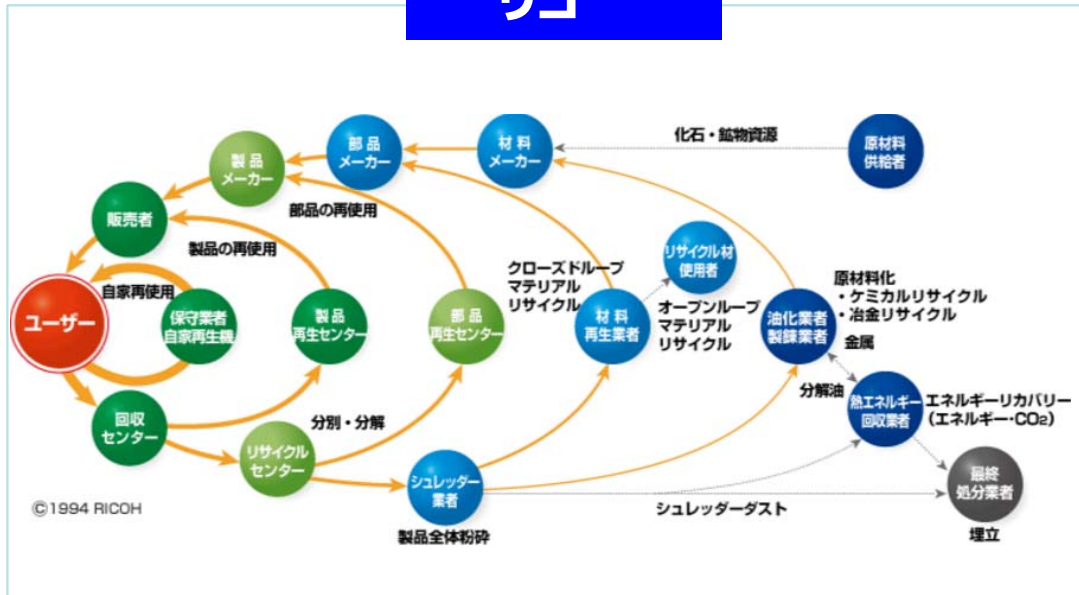 リコー
化石・鉱物資源
部品
メーカー
材料
メーカー
原材料
供給者
製品
メーカー
部品の再使用
販売者
製品の再使用
リサイクル材
使用者
クローズドループ
マテリアル
リサイクル
自家再使用
原材料化
・ケミカルリサイクル
・冶金リサイクル
ユーザー
保守業者
自家再生機
製品
再生センター
部品
再生センター
材料
再生業者
オープンループ
マテリアル
リサイクル
油化業者
製錬業者
金属
分解油
回収
センター
分別・分解
熱エネルギー
回収業者
エネルギーリカバリー
(エネルギー・CO₂)
リサイクル
センター
シュレッダー
業者
最終
処分業者
©1994 RICOH
シュレッダーダスト
製品全体粉砕
埋立